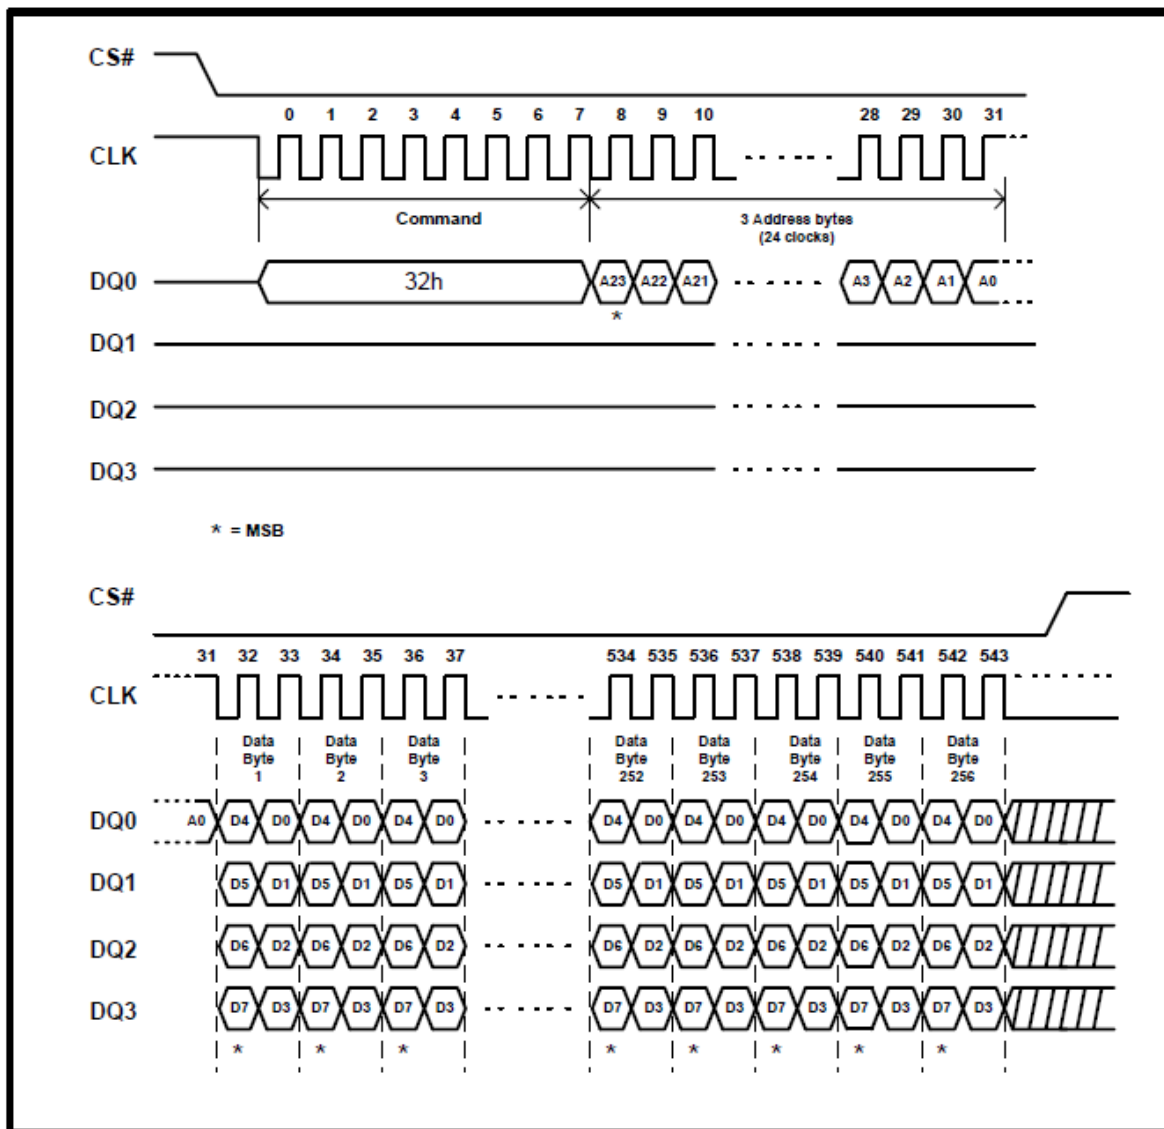 CS#
0 1 2 3 4 5 6 7 8 9 10 28 29 30 31
CLK
Command
3 Address bytes
(24 clocks)
DQ0 32h A23 A22 A21 A3 A2 A1 A0
*
DQ1
DQ2
DQ3
* = MSB
CS#
31 32 33 34 35 36 37 534 535 536 537 538 539 540 541 542 543
CLK
Data Data Data Data Data Data Data Data
Byte Byte Byte Byte Byte Byte Byte Byte
1 2 3 252 253 254 255 256
DQ0 A0 D4 D0 D4 D0 D4 D0 D4 D0 D4 D0 D4 D0 D4 D0 D4 D0
DQ1 D5 D1 D5 D1 D5 D1 D5 D1 D5 D1 D5 D1 D5 D1 D5 D1
DQ2 D6 D2 D6 D2 D6 D2 D6 D2 D6 D2 D6 D2 D6 D2 D6 D2
DQ3 D7 D3 D7 D3 D7 D3 D7 D3 D7 D3 D7 D3 D7 D3 D7 D3
* * * * * * * *